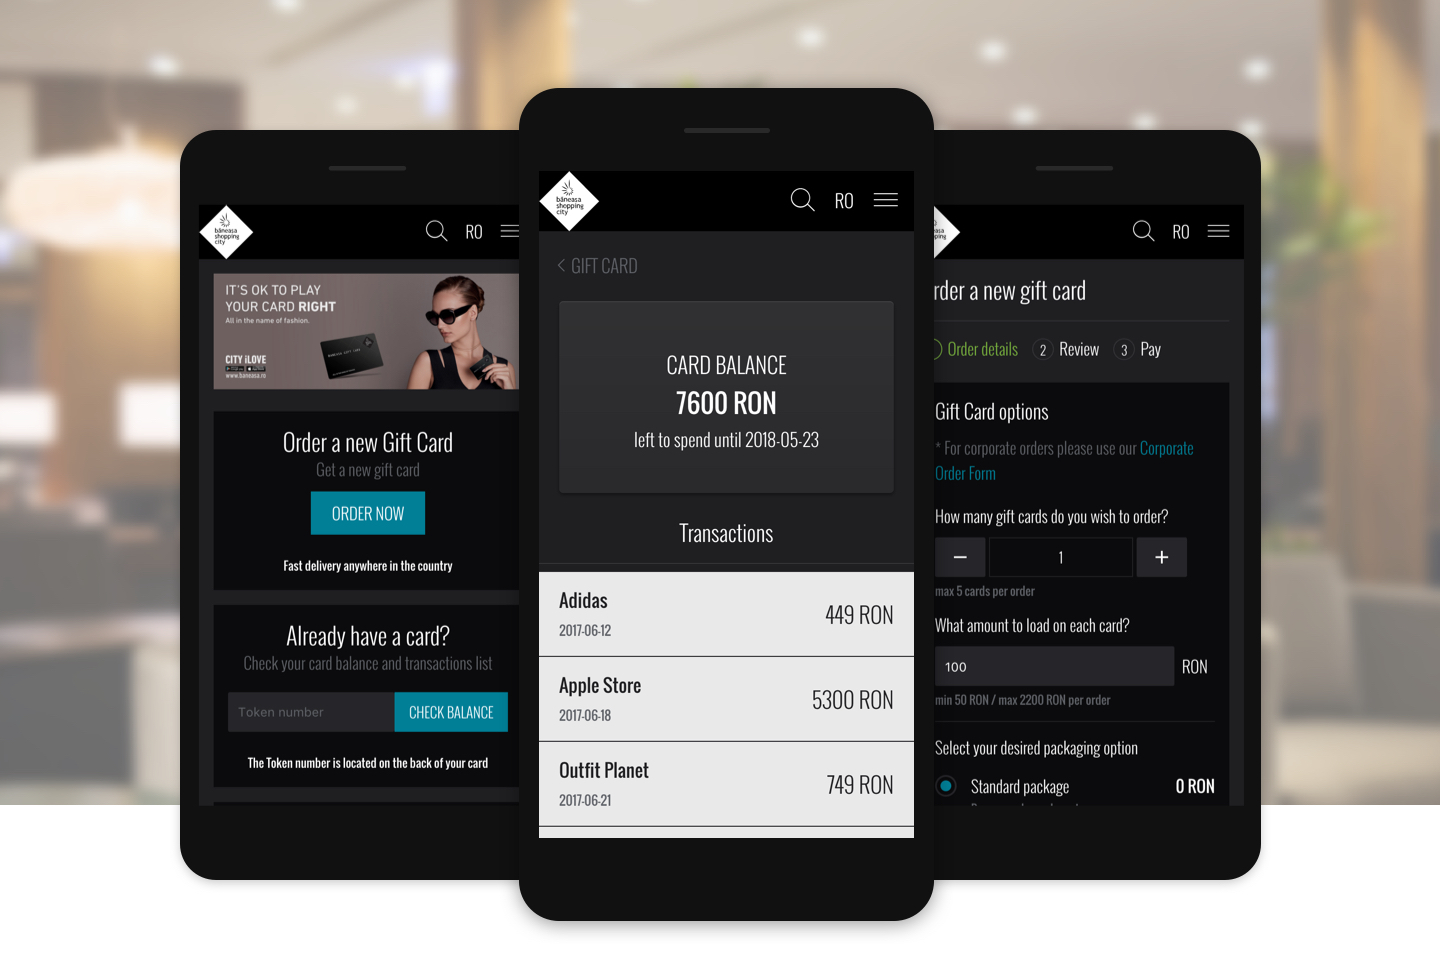 băneasa
shopping
city
RO
IT'S OK TO PLAY
YOUR CARD RIGHT
All in the name of fashion.
CITY iLOVE
www.baneasa.ro
Order a new Gift Card
Get a new gift card
ORDER NOW
Fast delivery anywhere in the country
Already have a card?
Check your card balance and transactions list
Token number
CHECK BALANCE
The Token number is located on the back of your card
băneasa
shopping
city
RO
GIFT CARD
CARD BALANCE
7600 RON
left to spend until 2018-05-23
Transactions
Adidas
449 RON
2017-06-12
Apple Store
5300 RON
2017-06-18
Outfit Planet
749 RON
2017-06-21
RO
rder a new gift card
Order details 2 Review 3 Pay
Gift Card options
* For corporate orders please use our Corporate
Order Form
How many gift cards do you wish to order?
− 1 +
max 5 cards per order
What amount to load on each card?
100 RON
min 50 RON / max 2200 RON per order
Select your desired packaging option
Standard package 0 RON